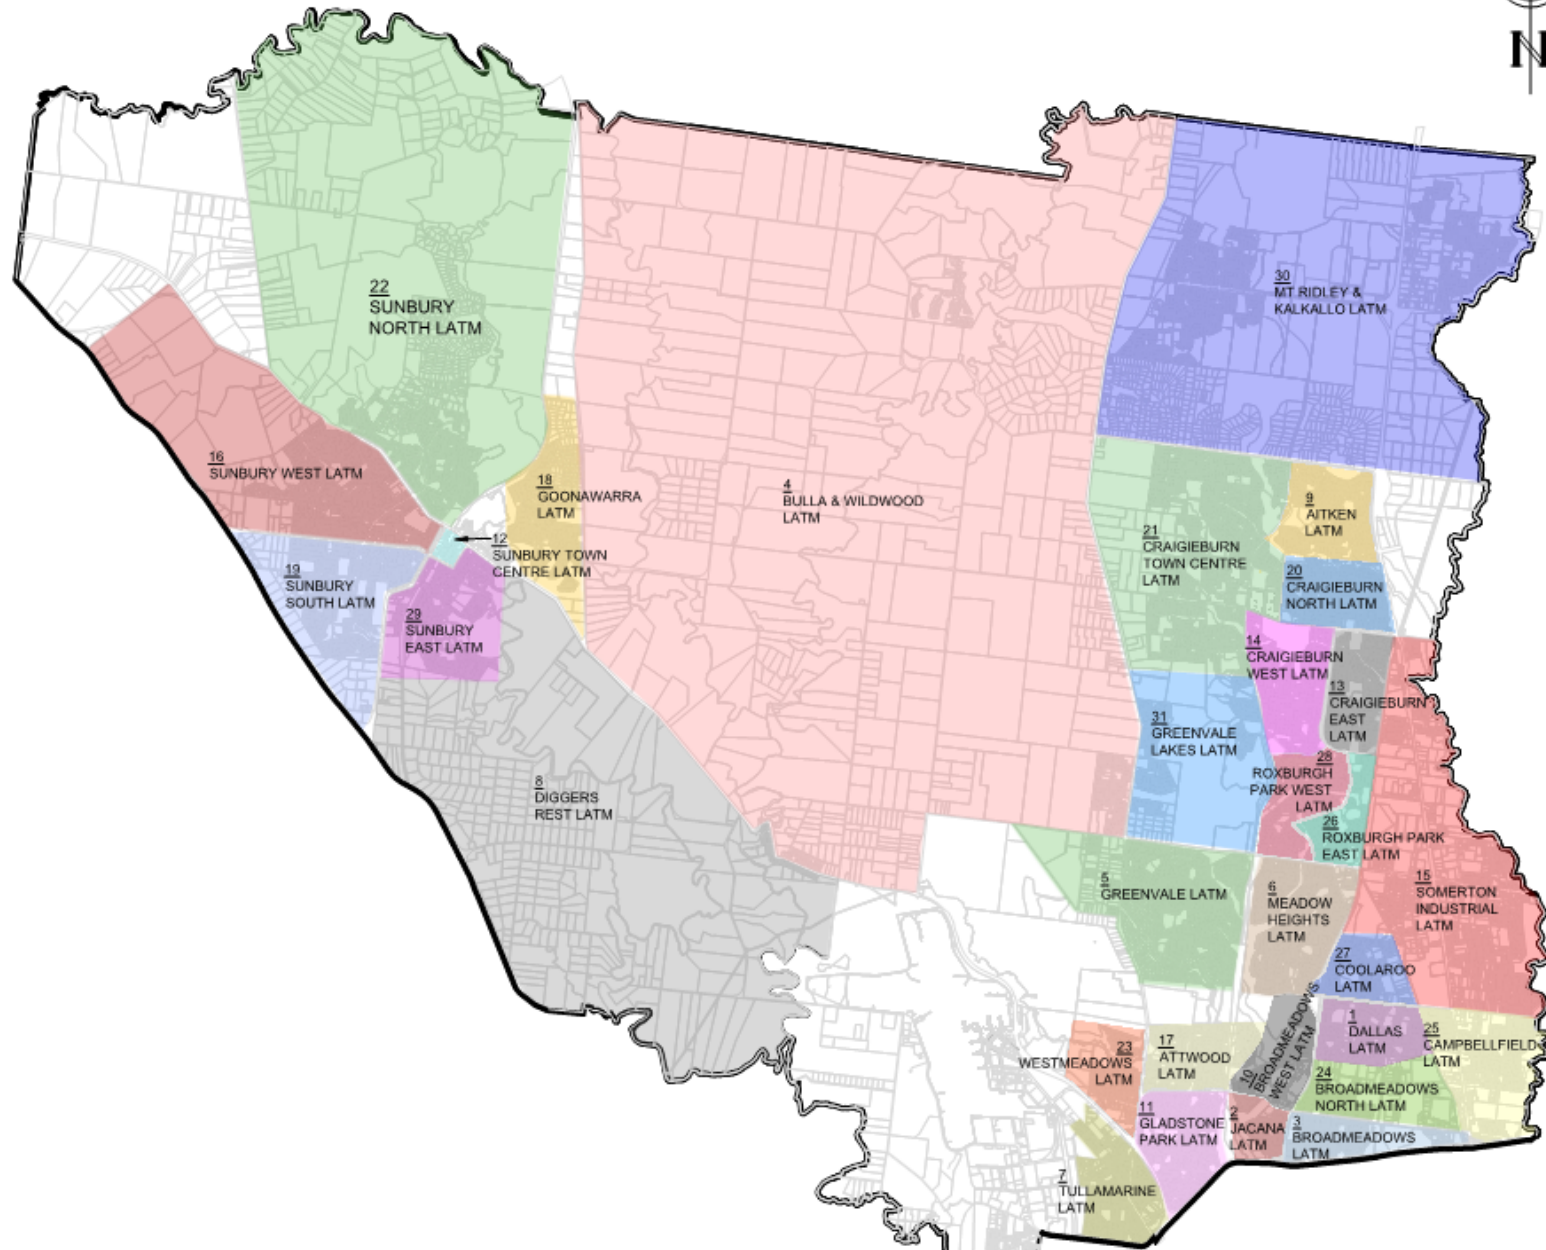 N
22
SUNBURY
NORTH LATM
30
MT RIDLEY &
KALKALLO LATM
16
SUNBURY WEST LATM
18
GOONAWARRA
LATM
4
BULLA & WILDWOOD
LATM
9
AITKEN
LATM
21
CRAIGIEBURN
TOWN CENTRE
LATM
12
SUNBURY TOWN
CENTRE LATM
19
SUNBURY
SOUTH LATM
20
CRAIGIEBURN
NORTH LATM
29
SUNBURY
EAST LATM
14
CRAIGIEBURN
WEST LATM
13
CRAIGIEBURN
EAST
LATM
31
GREENVALE
LAKES LATM
28
ROXBURGH
PARK WEST
LATM
8
DIGGERS
REST LATM
26
ROXBURGH PARK
EAST LATM
5
GREENVALE LATM
6
MEADOW
HEIGHTS
LATM
15
SOMERTON
INDUSTRIAL
LATM
27
COOLAROO
LATM
10
BROADMEADOWS
WEST LATM
1
DALLAS
LATM
25
CAMPBELLFIELD
LATM
23
WESTMEADOWS
LATM
17
ATTWOOD
LATM
24
BROADMEADOWS
NORTH LATM
11
GLADSTONE
PARK LATM
2
JACANA
LATM
3
BROADMEADOWS
LATM
7
TULLAMARINE
LATM